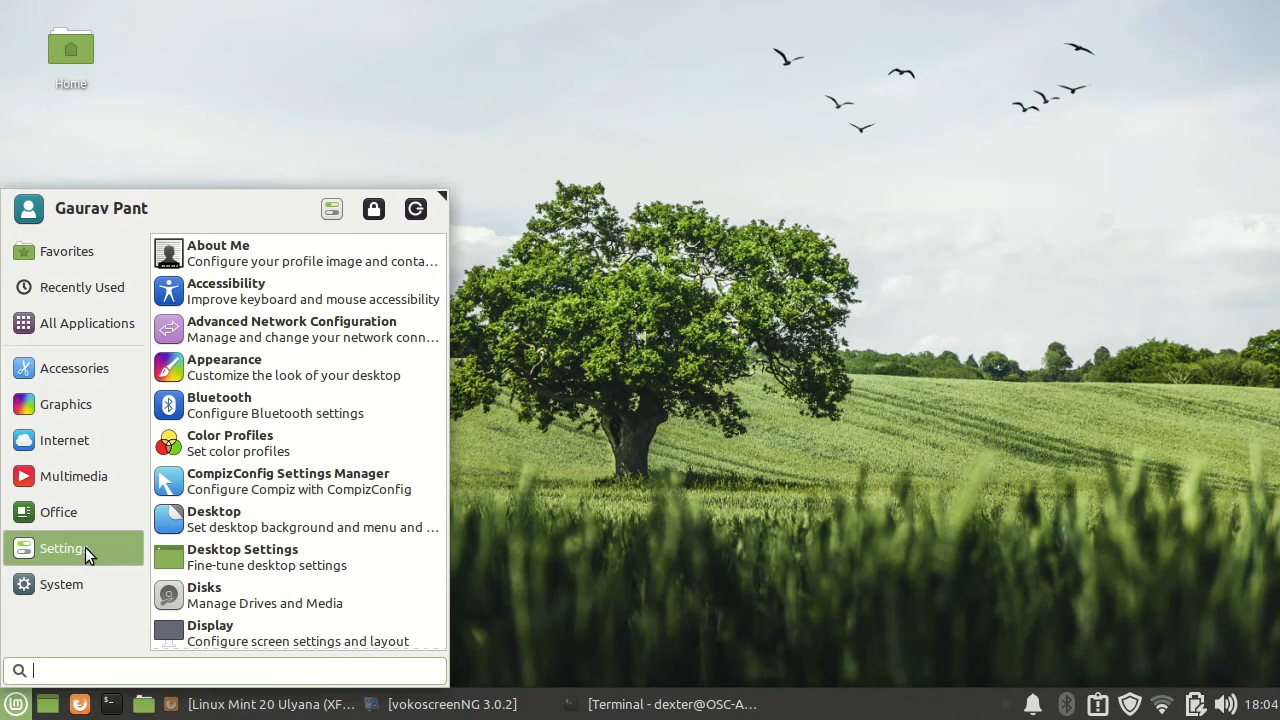 Home
Gaurav Pant
Favorites
Recently Used
All Applications
Accessories
Graphics
Internet
Multimedia
Office
Settings
System
About Me
Configure your profile image and conta...
Accessibility
Improve keyboard and mouse accessibility
Advanced Network Configuration
Manage and change your network conn...
Appearance
Customize the look of your desktop
Bluetooth
Configure Bluetooth settings
Color Profiles
Set color profiles
CompizConfig Settings Manager
Configure Compiz with CompizConfig
Desktop
Set desktop background and menu and ...
Desktop Settings
Fine-tune desktop settings
Disks
Manage Drives and Media
Display
Configure screen settings and layout
[Linux Mint 20 Ulyana (XF... [vokoscreenNG 3.0.2] [Terminal - dexter@OSC-A... 18:04